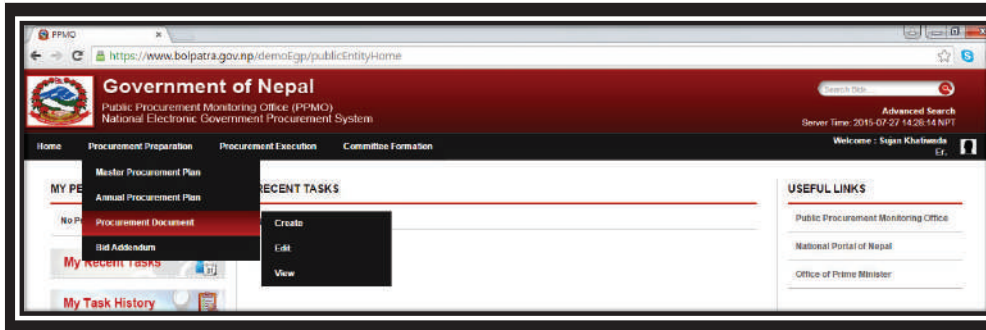 PPMO
https://www.bolpatra.gov.np/demoEgp/publicEntityHome
Government of Nepal
Public Procurement Monitoring Office (PPMO)
National Electronic Government Procurement System
Search Bids
Advanced Search
Server Time: 2015-07-27 14:28:14 NPT
Home Procurement Preparation Procurement Execution Committee Formation
Welcome : Sujan Khatiwada
Er.
Master Procurement Plan
Annual Procurement Plan
Procurement Document
Bid Addendum
Create
Edit
View
MY PE
RECENT TASKS
No P
My Recent Tasks
My Task History
USEFUL LINKS
Public Procurement Monitoring Office
National Portal of Nepal
Office of Prime Minister